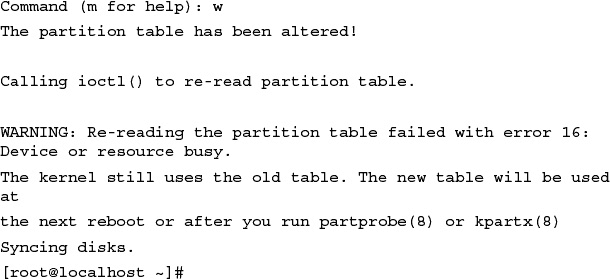 Command (m for help): w
The partition table has been altered!
Calling ioctl() to re-read partition table.
WARNING: Re-reading the partition table failed with error 16:
Device or resource busy.
The kernel still uses the old table. The new table will be used
at
the next reboot or after you run partprobe(8) or kpartx(8)
Syncing disks.
[root@localhost ~]#